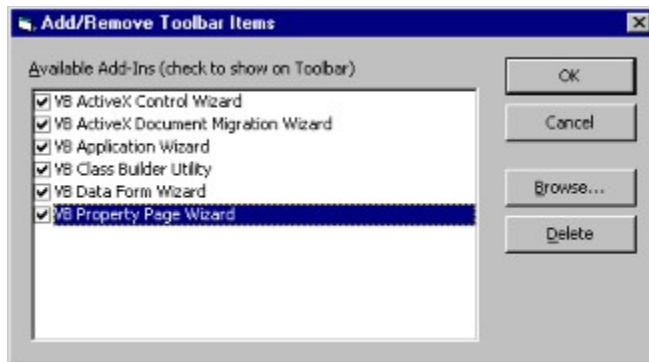 Add/Remove Toolbar Items
Available Add-Ins (check to show on Toolbar)
VB ActiveX Control Wizard
VB ActiveX Document Migration Wizard
VB Application Wizard
VB Class Builder Utility
VB Data Form Wizard
VB Property Page Wizard
OK
Cancel
Browse...
Delete